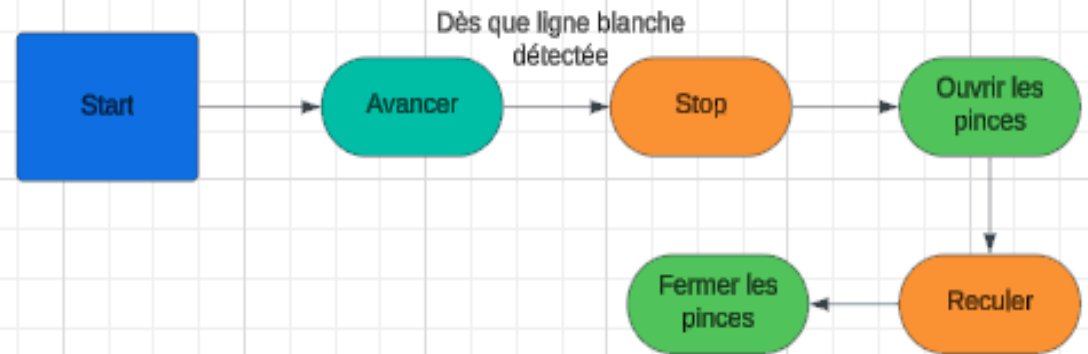 Dès que ligne blanche
détectée
Start
Avancer
Stop
Ouvrir les
pinces
Fermer les
pinces
Reculer